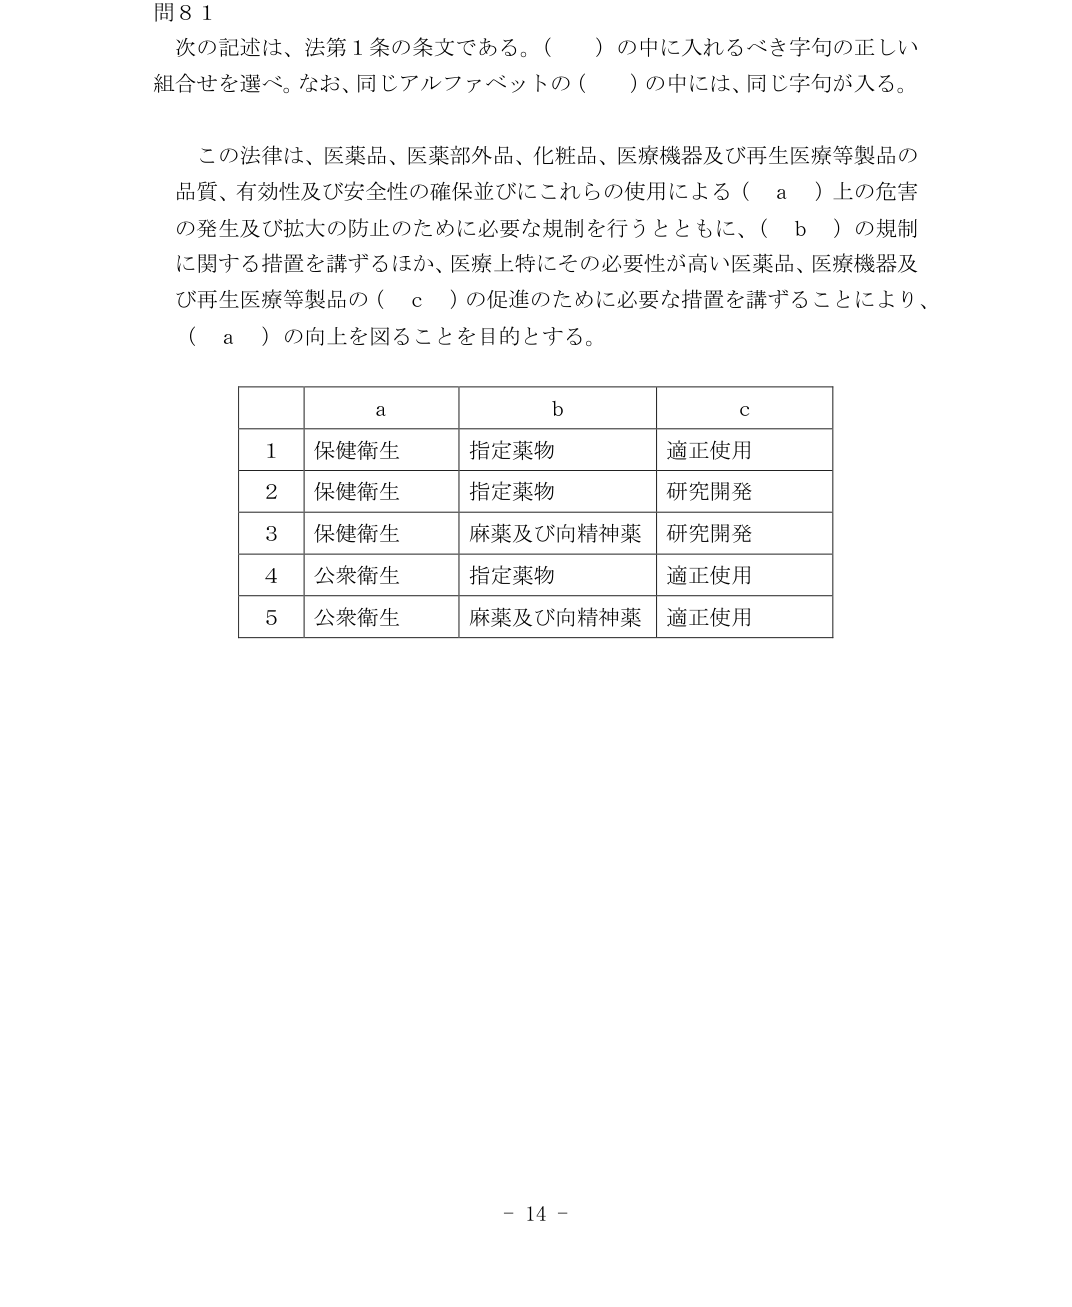 問８１
次の記述は、法第１条の条文である。（　　）の中に入れるべき字句の正しい
組合せを選べ。なお、同じアルファベットの（　　）の中には、同じ字句が入る。
この法律は、医薬品、医薬部外品、化粧品、医療機器及び再生医療等製品の
品質、有効性及び安全性の確保並びにこれらの使用による（　ａ　）上の危害
の発生及び拡大の防止のために必要な規制を行うとともに、（　ｂ　）の規制
に関する措置を講ずるほか、医療上特にその必要性が高い医薬品、医療機器及
び再生医療等製品の（　ｃ　）の促進のために必要な措置を講ずることにより、
（　ａ　）の向上を図ることを目的とする。
ａ ｂ ｃ
１ 保健衛生 指定薬物 適正使用
２ 保健衛生 指定薬物 研究開発
３ 保健衛生 麻薬及び向精神薬 研究開発
４ 公衆衛生 指定薬物 適正使用
５ 公衆衛生 麻薬及び向精神薬 適正使用
- 14 -